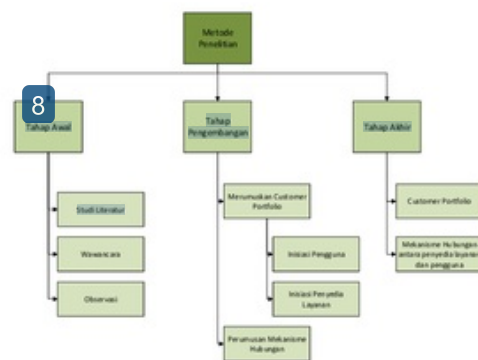 Metode
Penelitian
8
Tahap Awal
Tahap
Pengembangan
Tahap Akhir
Studi Literatur
Wawancara
Observasi
Merumuskan Customer
Portfolio
Inisiasi Pengguna
Inisiasi Penyedia
Layanan
Perumusan Mekanisme
Hubungan
Customer Portfolio
Mekanisme Hubungan
antara penyedia layanan
dan pengguna